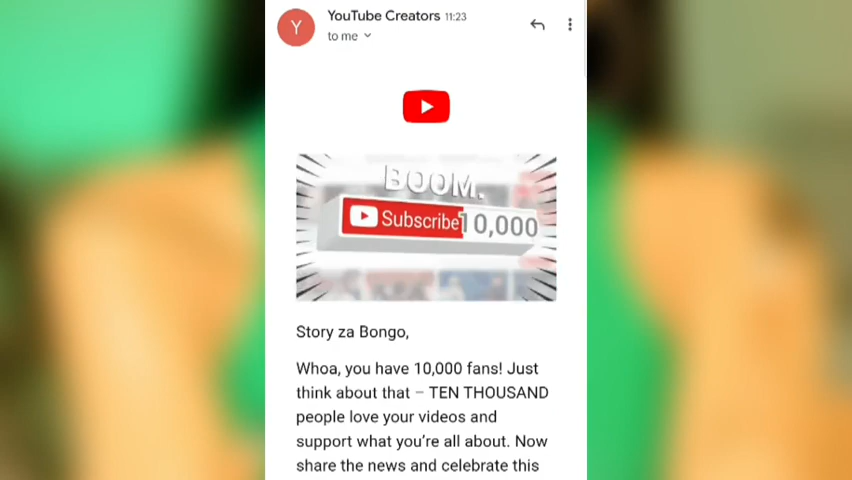 Y
YouTube Creators 11:23
to me
BOOM.
Subscribe 10,000
Story za Bongo,
Whoa, you have 10,000 fans! Just
think about that – TEN THOUSAND
people love your videos and
support what you're all about. Now
share the news and celebrate this